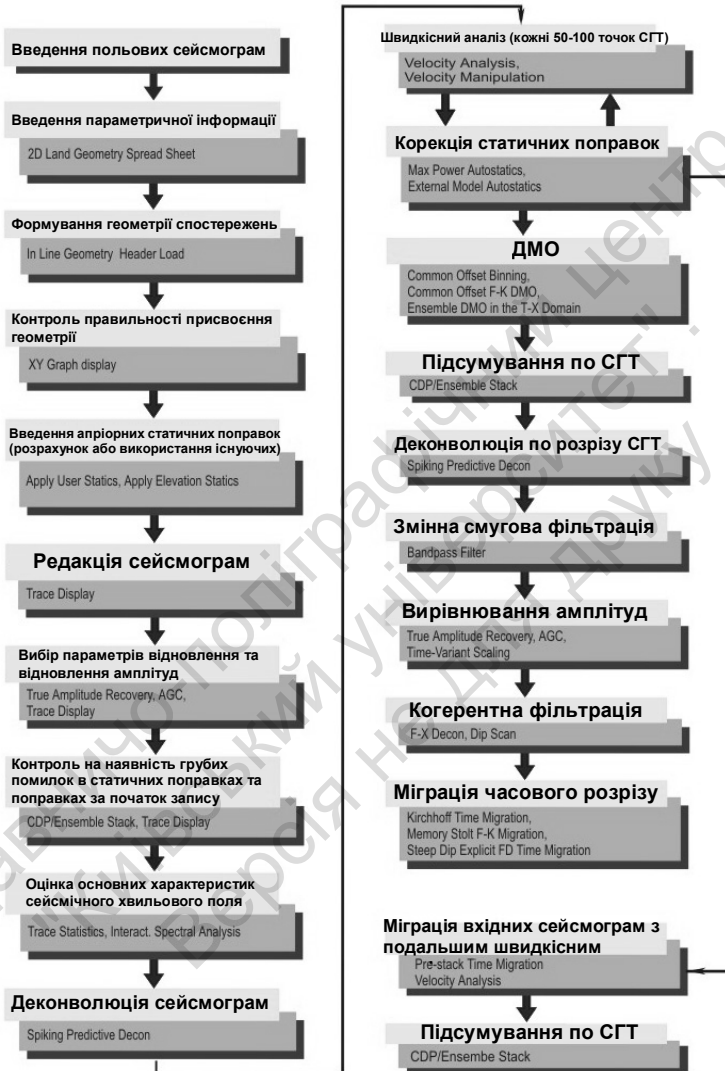 Введення польових сейсмограм
Введення параметричної інформації
2D Land Geometry Spread Sheet
Формування геометрії спостережень
In Line Geometry Header Load
Контроль правильності присвоєння
геометрії
XY Graph display
Введення апріорних статичних поправок
(розрахунок або використання існуючих)
Apply User Statics, Apply Elevation Statics
Редакція сейсмограм
Trace Display
Вибір параметрів відновлення та
відновлення амплітуд
True Amplitude Recovery, AGC,
Trace Display
Контроль на наявність грубих
помилок в статичних поправках та
поправках за початок запису
CDP/Ensemble Stack, Trace Display
Оцінка основних характеристик
сейсмічного хвильового поля
Trace Statistics, Interact. Spectral Analysis
Деконволюція сейсмограм
Spiking Predictive Decon
Швидкісний аналіз (кожні 50-100 точок СГТ)
Velocity Analysis,
Velocity Manipulation
Корекція статичних поправок
Max Power Autostatics,
External Model Autostatics
ДМО
Common Offset Binning,
Common Offset F-K DMO,
Ensemble DMO in the T-X Domain
Підсумування по СГТ
CDP/Ensemble Stack
Деконволюція по розрізу СГТ
Spiking Predictive Decon
Змінна смугова фільтрація
Bandpass Filter
Вирівнювання амплітуд
True Amplitude Recovery, AGC,
Time-Variant Scaling
Когерентна фільтрація
F-X Decon, Dip Scan
Міграція часового розрізу
Kirchhoff Time Migration,
Memory Stolt F-K Migration,
Steep Dip Explicit FD Time Migration
Міграція вхідних сейсмограм з
подальшим швидкісним
Pre-stack Time Migration
Velocity Analysis
Підсумування по СГТ
CDP/Ensembe Stack
авничо-поліграфічний центр
"Київський університет".
Версія не для друку